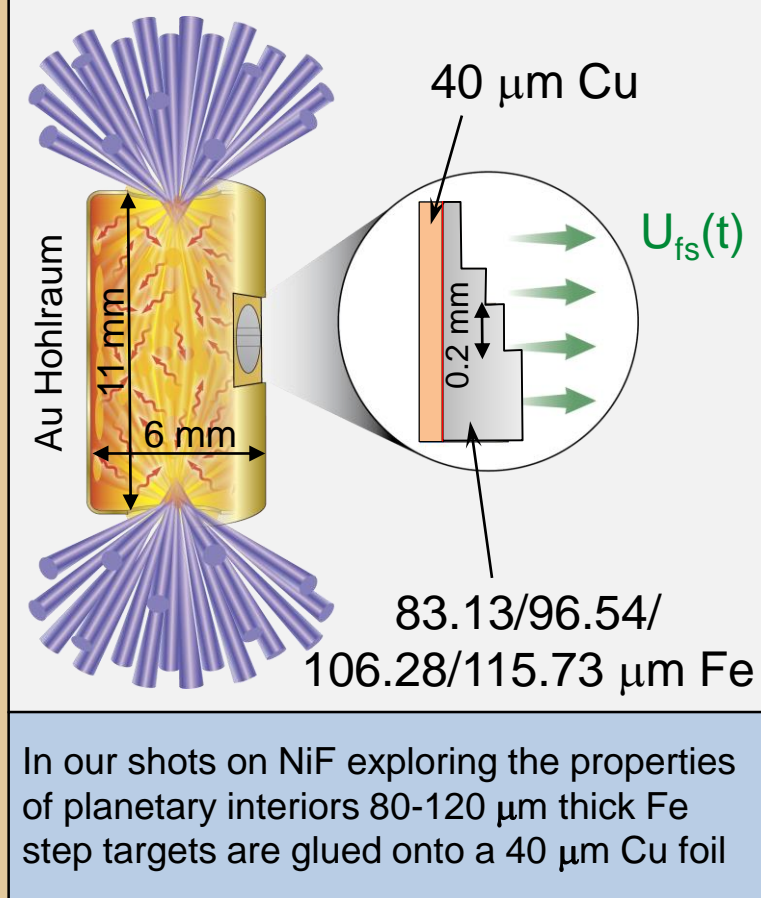 40 μm Cu
U_fs(t)
Au Hohlraum
11 mm
6 mm
0.2 mm
83.13/96.54/
106.28/115.73 μm Fe
In our shots on NiF exploring the properties
of planetary interiors 80-120 μm thick Fe
step targets are glued onto a 40 μm Cu foil